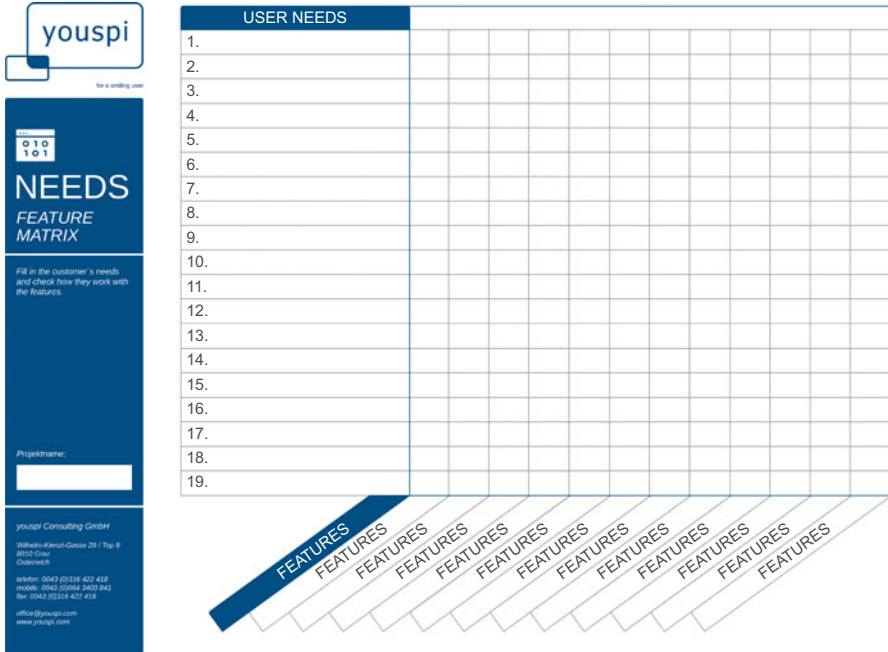 youspi
for a smiling user
010
101
NEEDS
FEATURE
MATRIX
Fill in the customer´s needs
and check how they work with
the features.
Projektname:
youspi Consulting GmbH
Wilhelm-Kienzl-Gasse 29 / Top 8
8010 Graz
Österreich
telefon: 0043 (0)316 422 418
mobile: 0043 (0)664 3400 841
fax: 0043 (0)316 422 418
office@youspi.com
www.youspi.com
USER NEEDS
1.
2.
3.
4.
5.
6.
7.
8.
9.
10.
11.
12.
13.
14.
15.
16.
17.
18.
19.
FEATURES
FEATURES
FEATURES
FEATURES
FEATURES
FEATURES
FEATURES
FEATURES
FEATURES
FEATURES
FEATURES
FEATURES
FEATURES